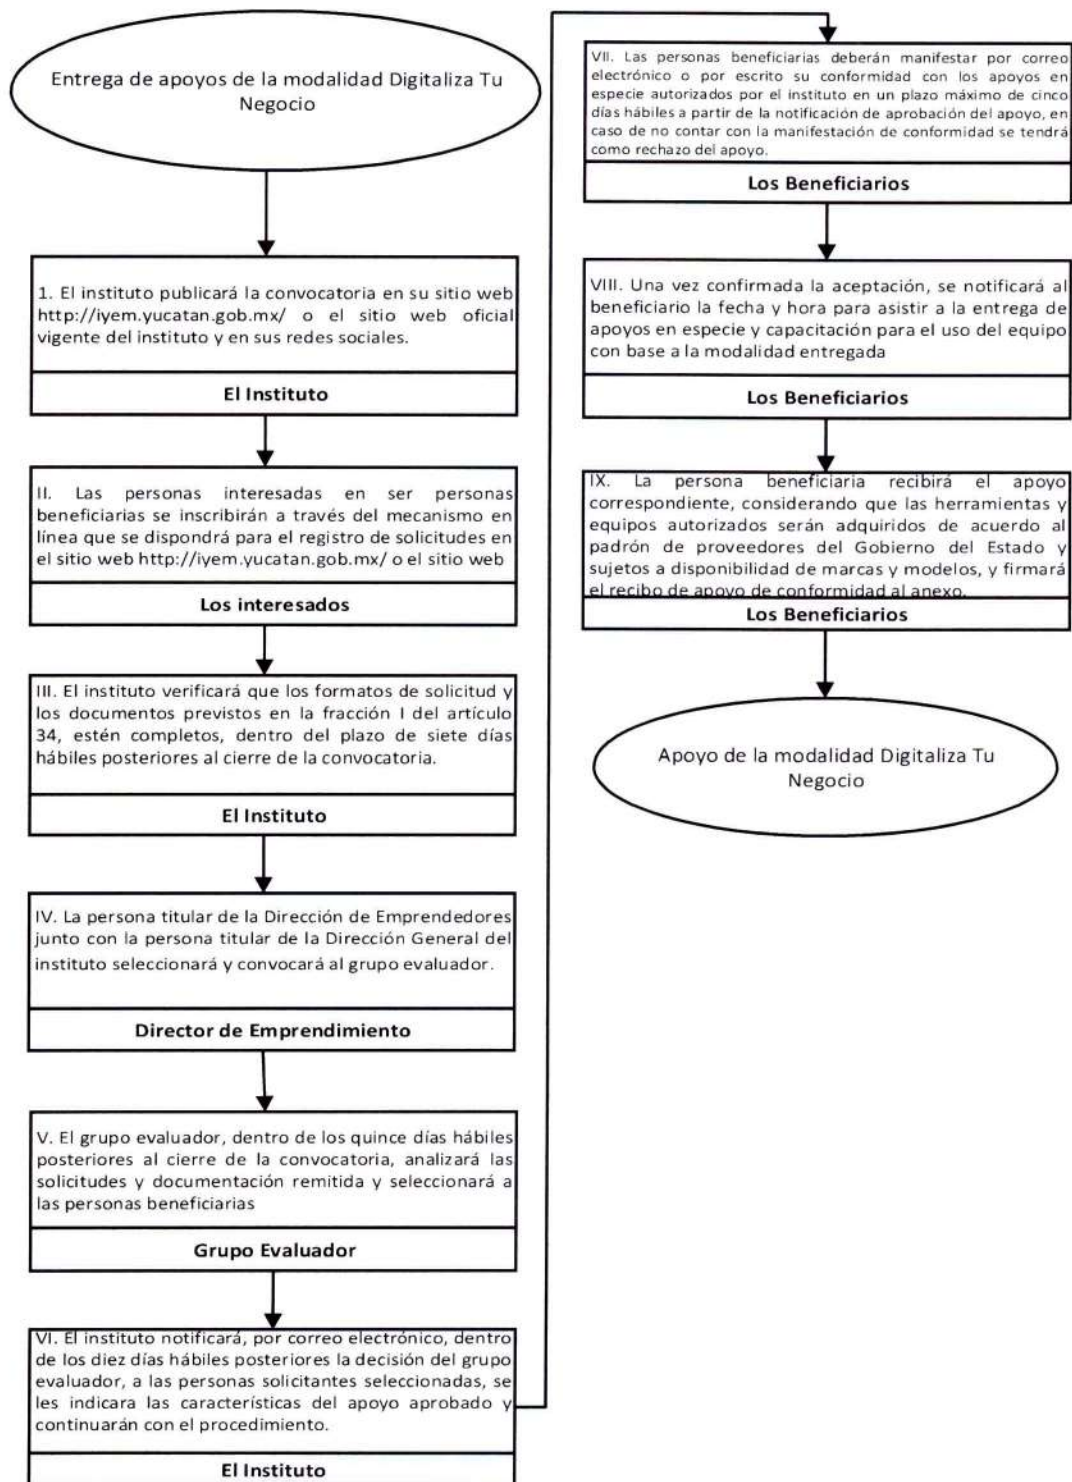 Entrega de apoyos de la modalidad Digitaliza Tu
Negocio
1. El instituto publicará la convocatoria en su sitio web
http://iyem.yucatan.gob.mx/ o el sitio web oficial
vigente del instituto y en sus redes sociales.
El Instituto
II. Las personas interesadas en ser personas
beneficiarias se inscribirán a través del mecanismo en
línea que se dispondrá para el registro de solicitudes en
el sitio web http://iyem.yucatan.gob.mx/ o el sitio web
Los interesados
III. El instituto verificará que los formatos de solicitud y
los documentos previstos en la fracción I del artículo
34, estén completos, dentro del plazo de siete días
hábiles posteriores al cierre de la convocatoria.
El Instituto
IV. La persona titular de la Dirección de Emprendedores
junto con la persona titular de la Dirección General del
instituto seleccionará y convocará al grupo evaluador.
Director de Emprendimiento
V. El grupo evaluador, dentro de los quince días hábiles
posteriores al cierre de la convocatoria, analizará las
solicitudes y documentación remitida y seleccionará a
las personas beneficiarias
Grupo Evaluador
VI. El instituto notificará, por correo electrónico, dentro
de los diez días hábiles posteriores la decisión del grupo
evaluador, a las personas solicitantes seleccionadas, se
les indicara las características del apoyo aprobado y
continuarán con el procedimiento.
El Instituto
VII. Las personas beneficiarias deberán manifestar por correo
electrónico o por escrito su conformidad con los apoyos en
especie autorizados por el instituto en un plazo máximo de cinco
días hábiles a partir de la notificación de aprobación del apoyo, en
caso de no contar con la manifestación de conformidad se tendrá
como rechazo del apoyo.
Los Beneficiarios
VIII. Una vez confirmada la aceptación, se notificará al
beneficiario la fecha y hora para asistir a la entrega de
apoyos en especie y capacitación para el uso del equipo
con base a la modalidad entregada
Los Beneficiarios
IX. La persona beneficiaria recibirá el apoyo
correspondiente, considerando que las herramientas y
equipos autorizados serán adquiridos de acuerdo al
padrón de proveedores del Gobierno del Estado y
sujetos a disponibilidad de marcas y modelos, y firmará
el recibo de apoyo de conformidad al anexo.
Los Beneficiarios
Apoyo de la modalidad Digitaliza Tu
Negocio